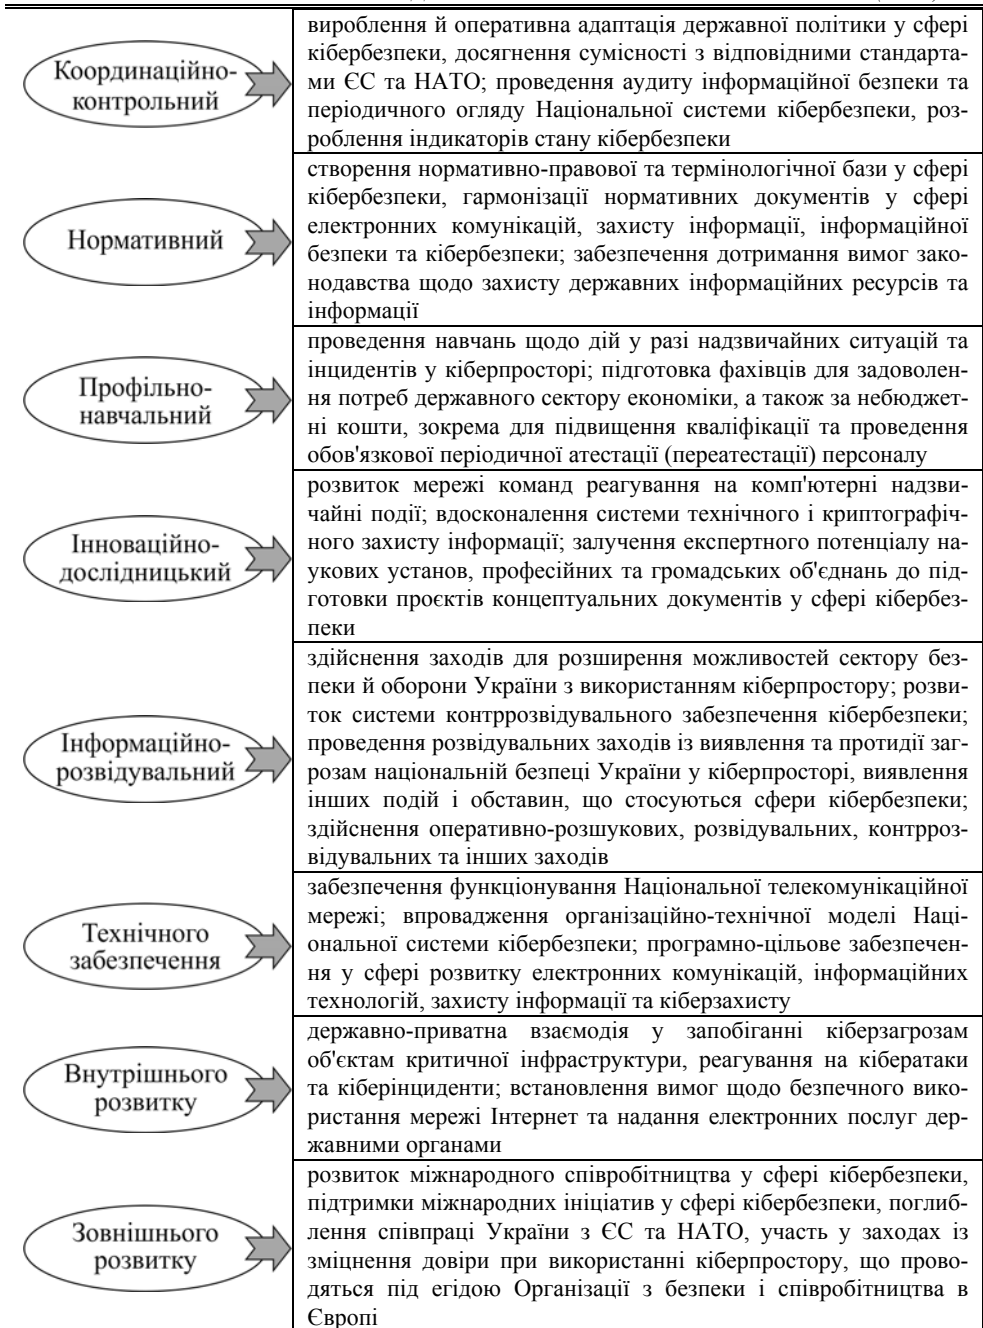 Координаційно-
контрольний
вироблення й оперативна адаптація державної політики у сфері
кібербезпеки, досягнення сумісності з відповідними стандарта-
ми ЄС та НАТО; проведення аудиту інформаційної безпеки та
періодичного огляду Національної системи кібербезпеки, роз-
роблення індикаторів стану кібербезпеки
Нормативний
створення нормативно-правової та термінологічної бази у сфері
кібербезпеки, гармонізації нормативних документів у сфері
електронних комунікацій, захисту інформації, інформаційної
безпеки та кібербезпеки; забезпечення дотримання вимог зако-
нодавства щодо захисту державних інформаційних ресурсів та
інформації
Профільно-
навчальний
проведення навчань щодо дій у разі надзвичайних ситуацій та
інцидентів у кіберпросторі; підготовка фахівців для задоволен-
ня потреб державного сектору економіки, а також за небюджет-
ні кошти, зокрема для підвищення кваліфікації та проведення
обов'язкової періодичної атестації (переатестації) персоналу
Інноваційно-
дослідницький
розвиток мережі команд реагування на комп'ютерні надзви-
чайні події; вдосконалення системи технічного і криптографіч-
ного захисту інформації; залучення експертного потенціалу на-
укових установ, професійних та громадських об'єднань до під-
готовки проєктів концептуальних документів у сфері кібербез-
пеки
Інформаційно-
розвідувальний
здійснення заходів для розширення можливостей сектору без-
пеки й оборони України з використанням кіберпростору; розви-
ток системи контррозвідувального забезпечення кібербезпеки;
проведення розвідувальних заходів із виявлення та протидії заг-
розам національній безпеці України у кіберпросторі, виявлення
інших подій і обставин, що стосуються сфери кібербезпеки;
здійснення оперативно-розшукових, розвідувальних, контрроз-
відувальних та інших заходів
Технічного
забезпечення
забезпечення функціонування Національної телекомунікаційної
мережі; впровадження організаційно-технічної моделі Наці-
ональної системи кібербезпеки; програмно-цільове забезпечен-
ня у сфері розвитку електронних комунікацій, інформаційних
технологій, захисту інформації та кіберзахисту
Внутрішнього
розвитку
державно-приватна взаємодія у запобіганні кіберзагрозам
об'єктам критичної інфраструктури, реагування на кібератаки
та кіберінциденти; встановлення вимог щодо безпечного вико-
ристання мережі Інтернет та надання електронних послуг дер-
жавними органами
Зовнішнього
розвитку
розвиток міжнародного співробітництва у сфері кібербезпеки,
підтримки міжнародних ініціатив у сфері кібербезпеки, поглиб-
лення співпраці України з ЄС та НАТО, участь у заходах із
зміцнення довіри при використанні кіберпростору, що прово-
дяться під егідою Організації з безпеки і співробітництва в
Європі